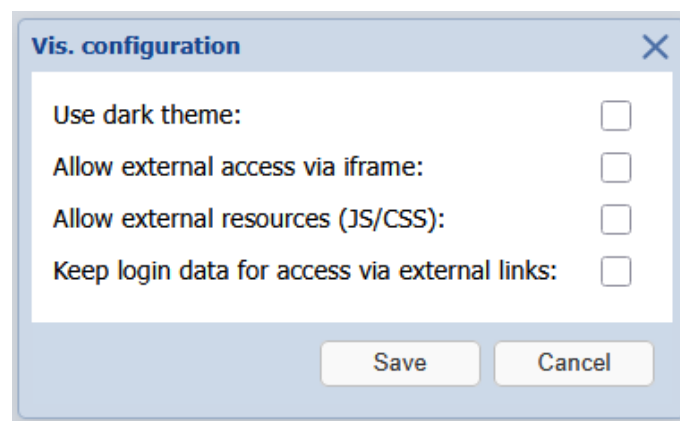 Vis. configuration
Use dark theme:
Allow external access via iframe:
Allow external resources (JS/CSS):
Keep login data for access via external links:
Save Cancel